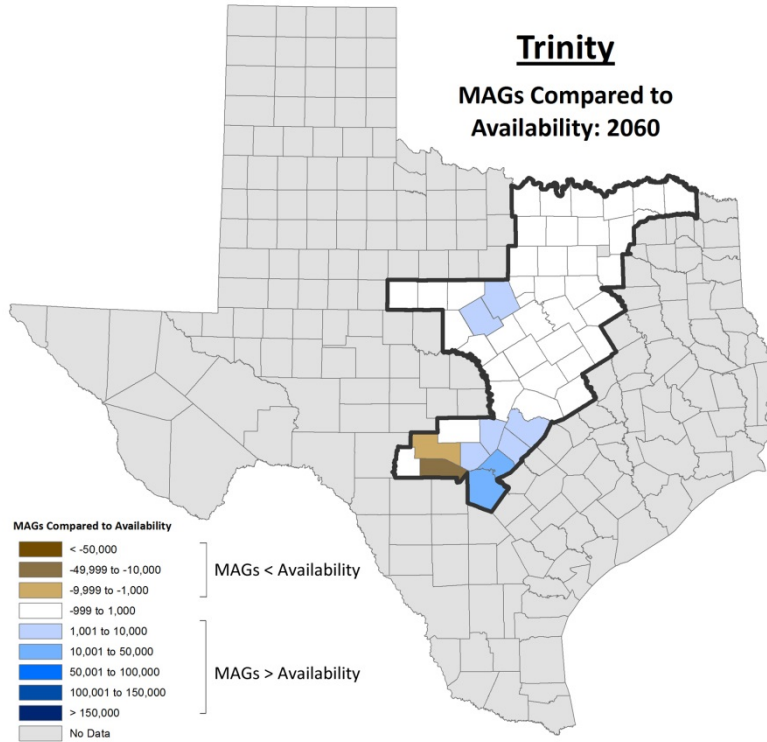 Trinity
MAGs Compared to
Availability: 2060
MAGs Compared to Availability
< -50,000
-49,999 to -10,000
-9,999 to -1,000
MAGs < Availability
-999 to 1,000
1,001 to 10,000
10,001 to 50,000
50,001 to 100,000
100,001 to 150,000
> 150,000
MAGs > Availability
No Data